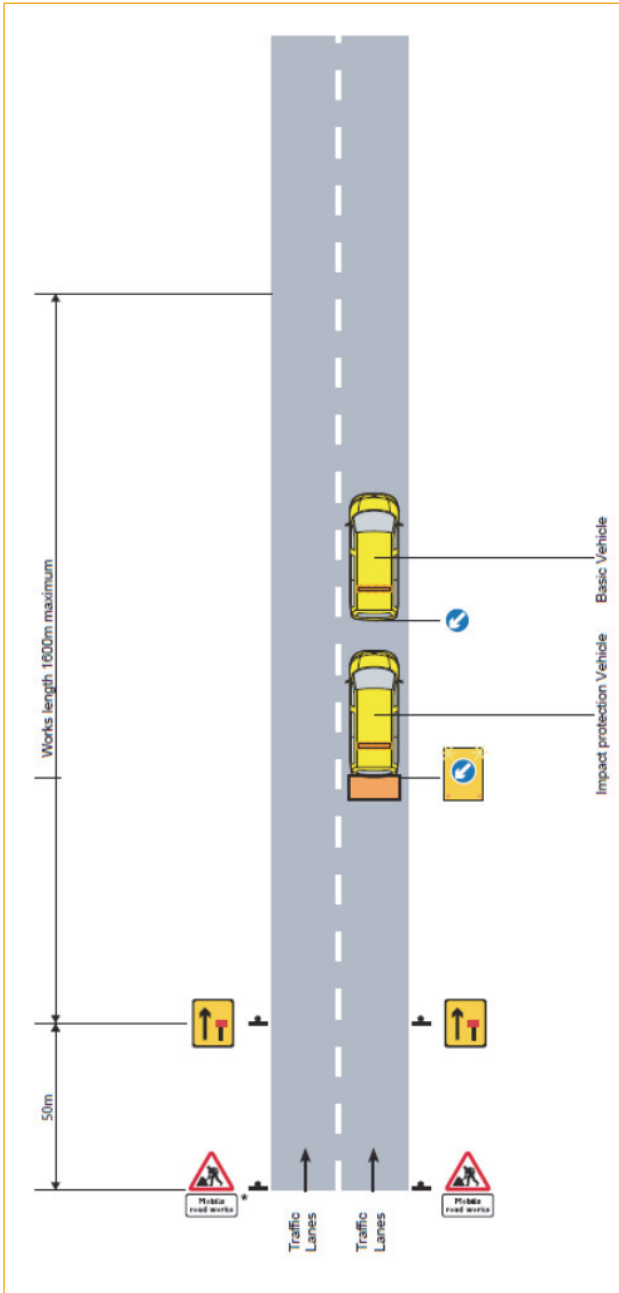 Works length 1600m maximum
50m
Mobile
road works
*
Mobile
road works
Traffic
Lanes
Traffic
Lanes
Basic Vehicle
Impact protection Vehicle